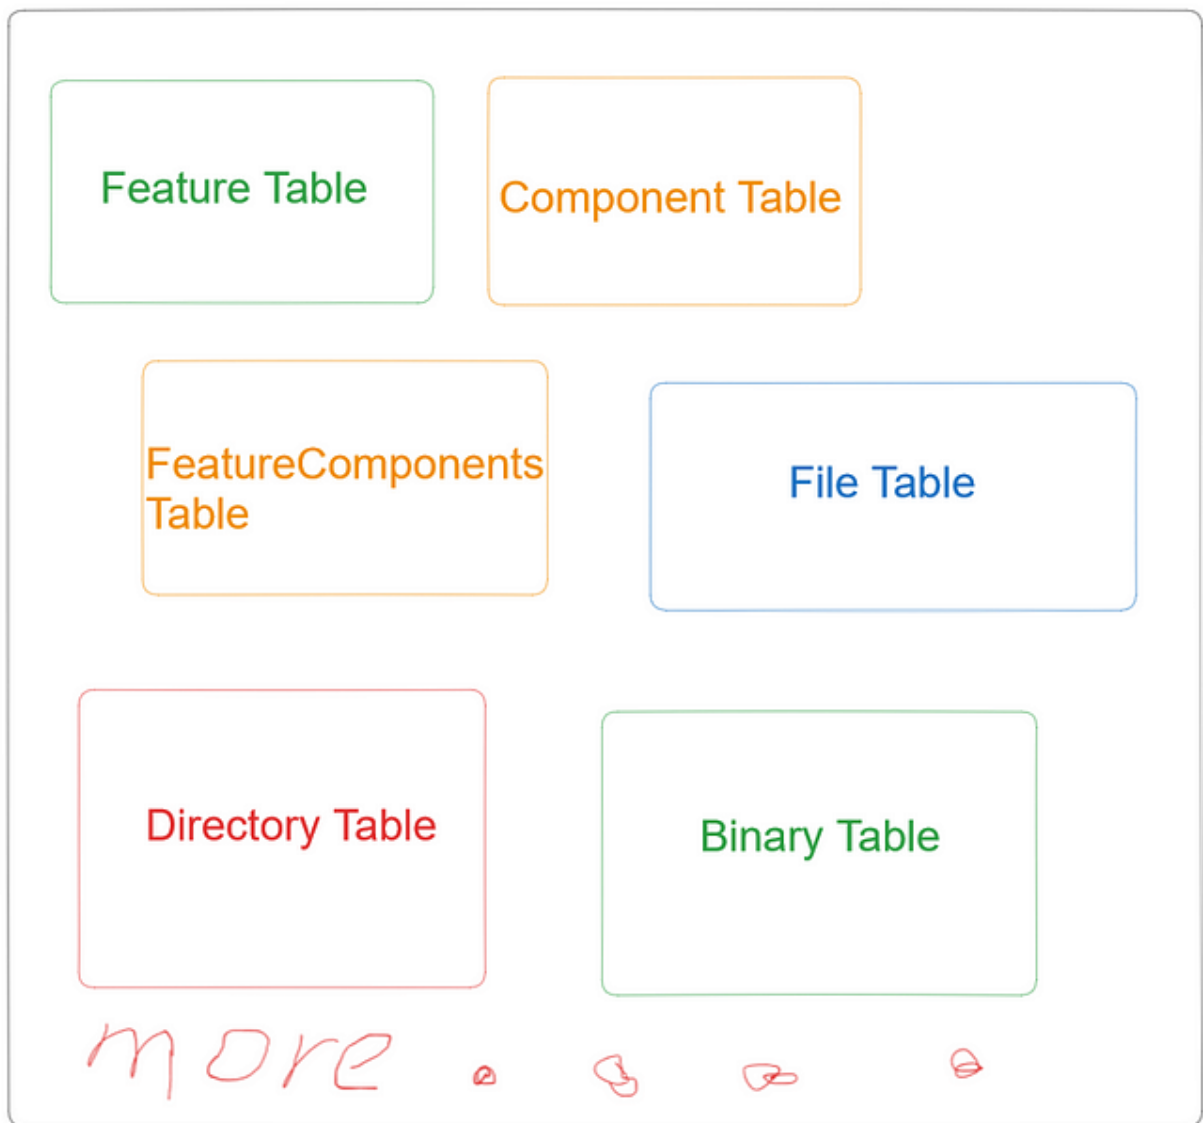 Feature Table
Component Table
FeatureComponents
Table
File Table
Directory Table
Binary Table
more . . . .